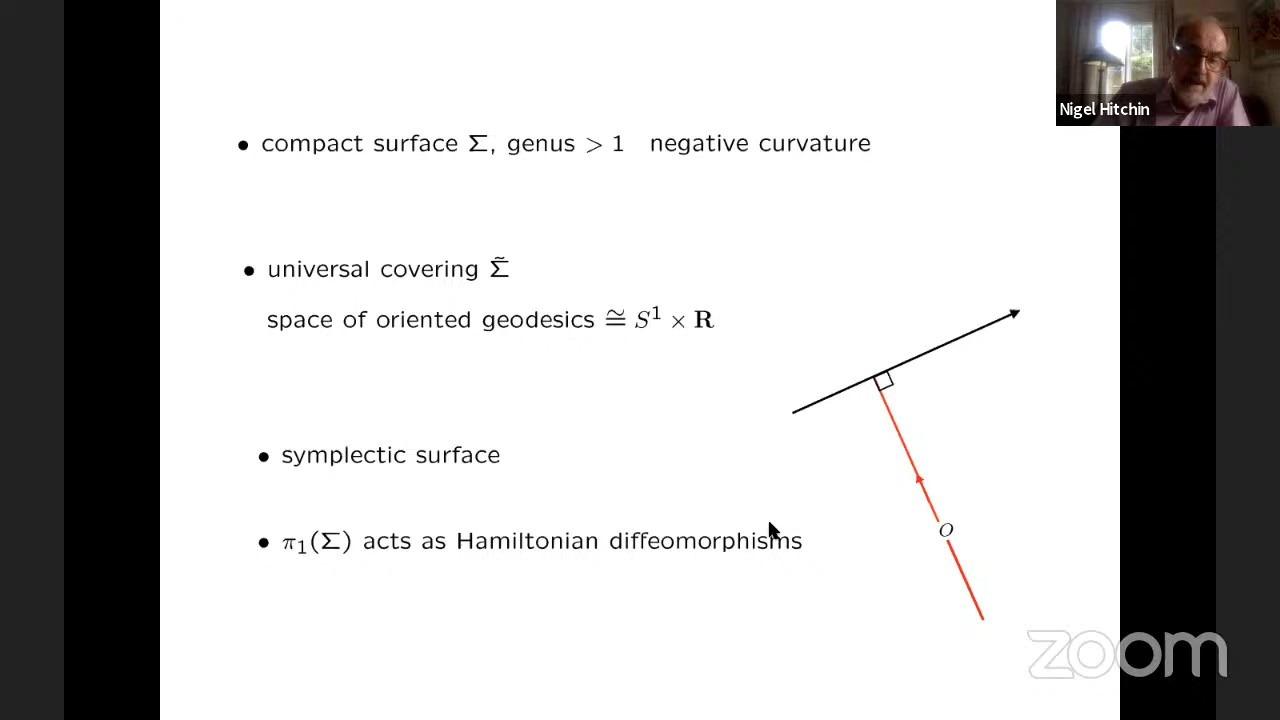 Nigel Hitchin
• compact surface Σ, genus > 1 negative curvature
• universal covering Σ̃
space of oriented geodesics ≅ S¹ × R
• symplectic surface
• π₁(Σ) acts as Hamiltonian diffeomorphisms
O
zoom